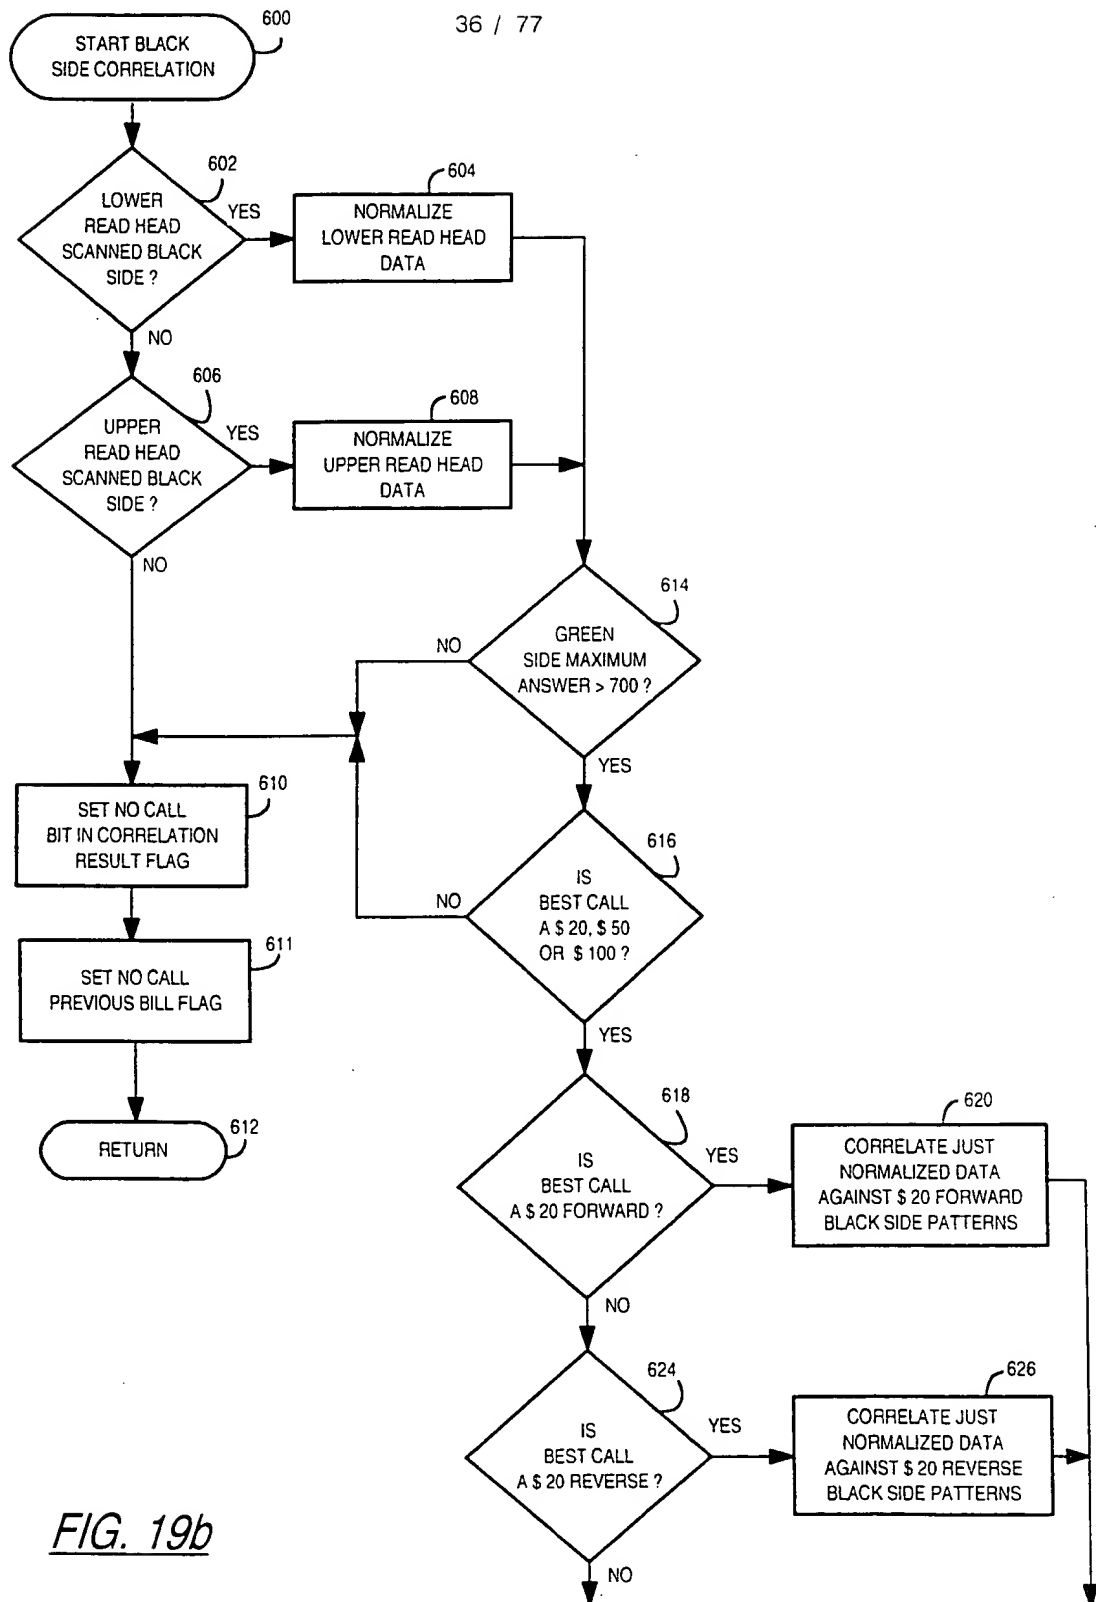 36 / 77
600
START BLACK
SIDE CORRELATION
602
LOWER
READ HEAD
SCANNED BLACK
SIDE ?
YES
604
NORMALIZE
LOWER READ HEAD
DATA
NO
606
UPPER
READ HEAD
SCANNED BLACK
SIDE ?
YES
608
NORMALIZE
UPPER READ HEAD
DATA
NO
614
GREEN
SIDE MAXIMUM
ANSWER > 700 ?
NO
YES
610
SET NO CALL
BIT IN CORRELATION
RESULT FLAG
616
IS
BEST CALL
A $ 20, $ 50
OR $ 100 ?
NO
YES
611
SET NO CALL
PREVIOUS BILL FLAG
612
RETURN
618
IS
BEST CALL
A $ 20 FORWARD ?
YES
620
CORRELATE JUST
NORMALIZED DATA
AGAINST $ 20 FORWARD
BLACK SIDE PATTERNS
NO
624
IS
BEST CALL
A $ 20 REVERSE ?
YES
626
CORRELATE JUST
NORMALIZED DATA
AGAINST $ 20 REVERSE
BLACK SIDE PATTERNS
NO
FIG. 19b